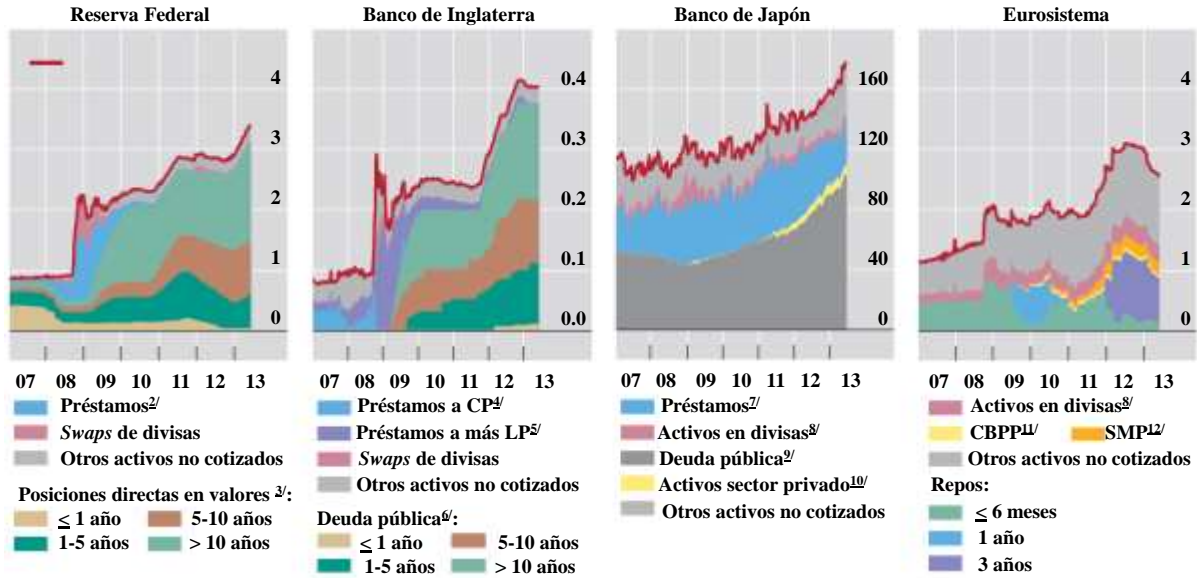 Reserva Federal
4
3
2
1
0
07 08 09 10 11 12 13
Préstamos2/
Swaps de divisas
Otros activos no cotizados
Posiciones directas en valores 3/:
≤ 1 año
5-10 años
1-5 años
> 10 años
Banco de Inglaterra
0.4
0.3
0.2
0.1
0.0
07 08 09 10 11 12 13
Préstamos a CP4/
Préstamos a más LP5/
Swaps de divisas
Otros activos no cotizados
Deuda pública6/:
≤ 1 año
5-10 años
1-5 años
> 10 años
Banco de Japón
160
120
80
40
0
07 08 09 10 11 12 13
Préstamos7/
Activos en divisas8/
Deuda pública9/
Activos sector privado10/
Otros activos no cotizados
Eurosistema
4
3
2
1
0
07 08 09 10 11 12 13
Activos en divisas8/
CBPP11/
SMP12/
Otros activos no cotizados
Repos:
≤ 6 meses
1 año
3 años